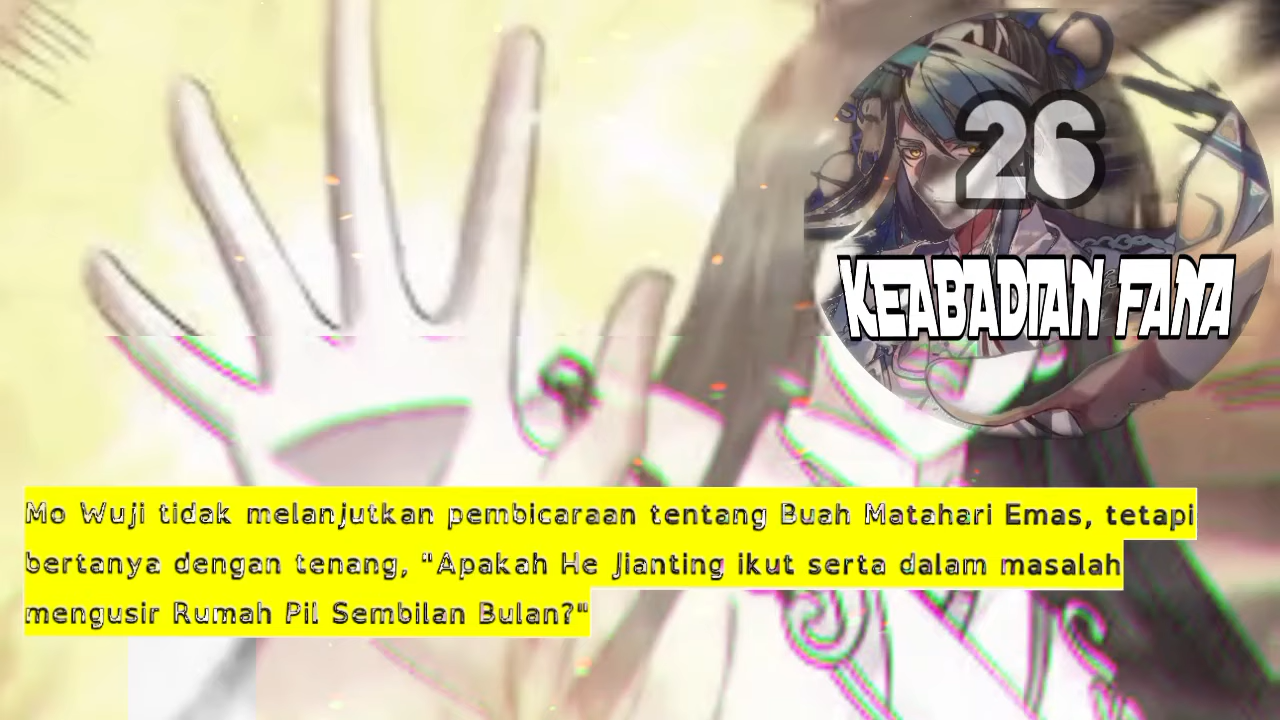 26
KEABADIAN FANA
Mo Wuji tidak melanjutkan pembicaraan tentang Buah Matahari Emas, tetapi
bertanya dengan tenang, "Apakah He Jianting ikut serta dalam masalah
mengusir Rumah Pil Sembilan Bulan?"